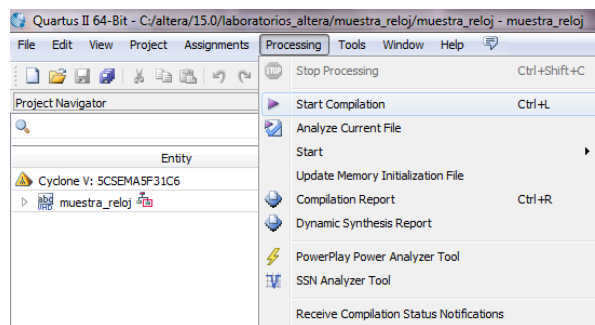 Quartus II 64-Bit - C:/altera/15.0/laboratorios_altera/muestra_reloj/muestra_reloj - muestra_reloj
File Edit View Project Assignments Processing Tools Window Help
Stop Processing Ctrl+Shift+C
Project Navigator
Start Compilation Ctrl+L
Analyze Current File
Entity
Start
Cyclone V: 5CSEMA5F31C6
Update Memory Initialization File
muestra_reloj
Compilation Report Ctrl+R
Dynamic Synthesis Report
PowerPlay Power Analyzer Tool
SSN Analyzer Tool
Receive Compilation Status Notifications